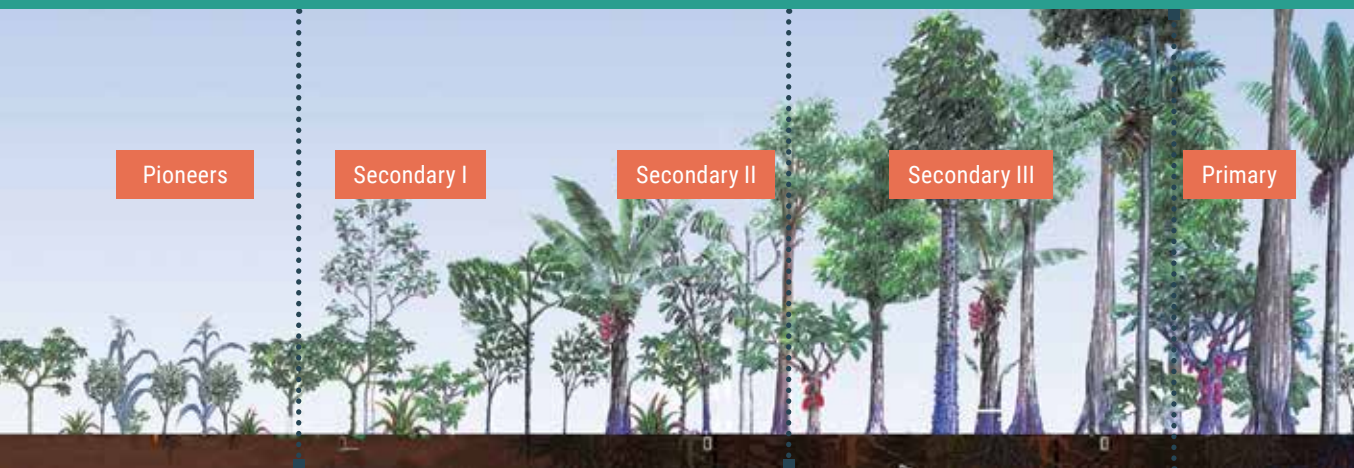 Pioneers
Secondary I
Secondary II
Secondary III
Primary